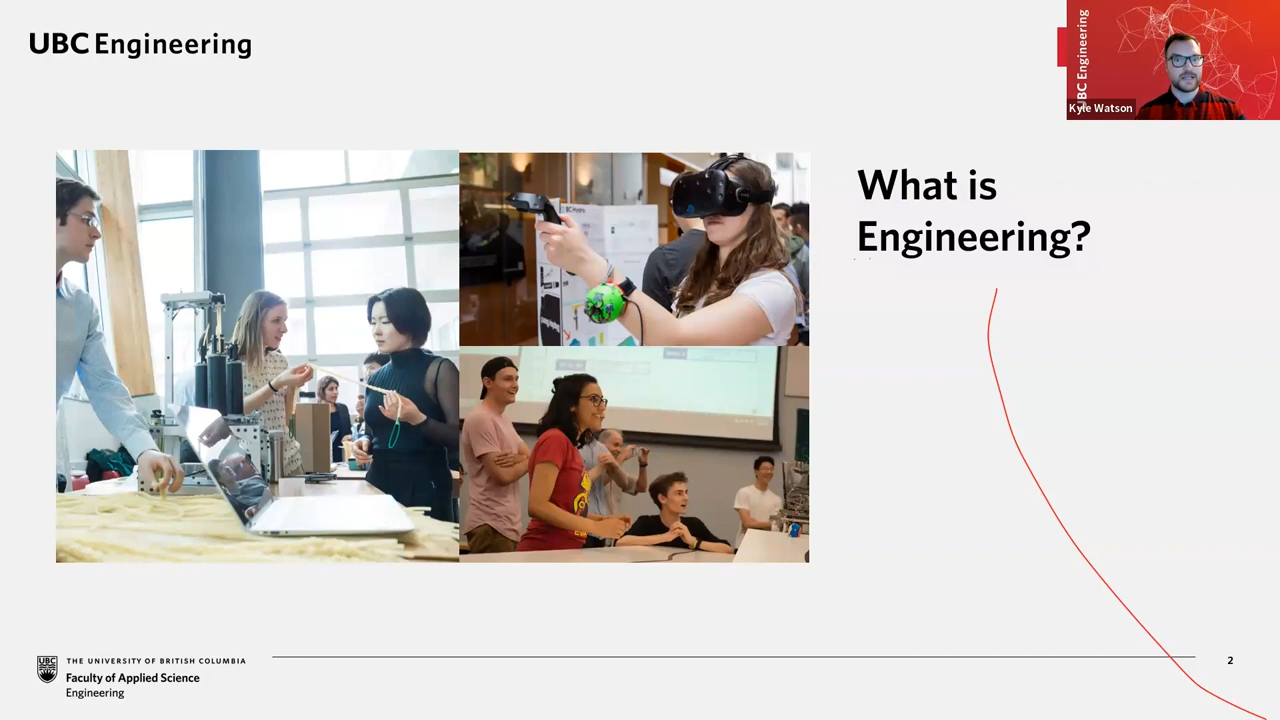 UBC Engineering
UBC Engineering
Kyle Watson
What is
Engineering?
UBC
THE UNIVERSITY OF BRITISH COLUMBIA
Faculty of Applied Science
Engineering
2